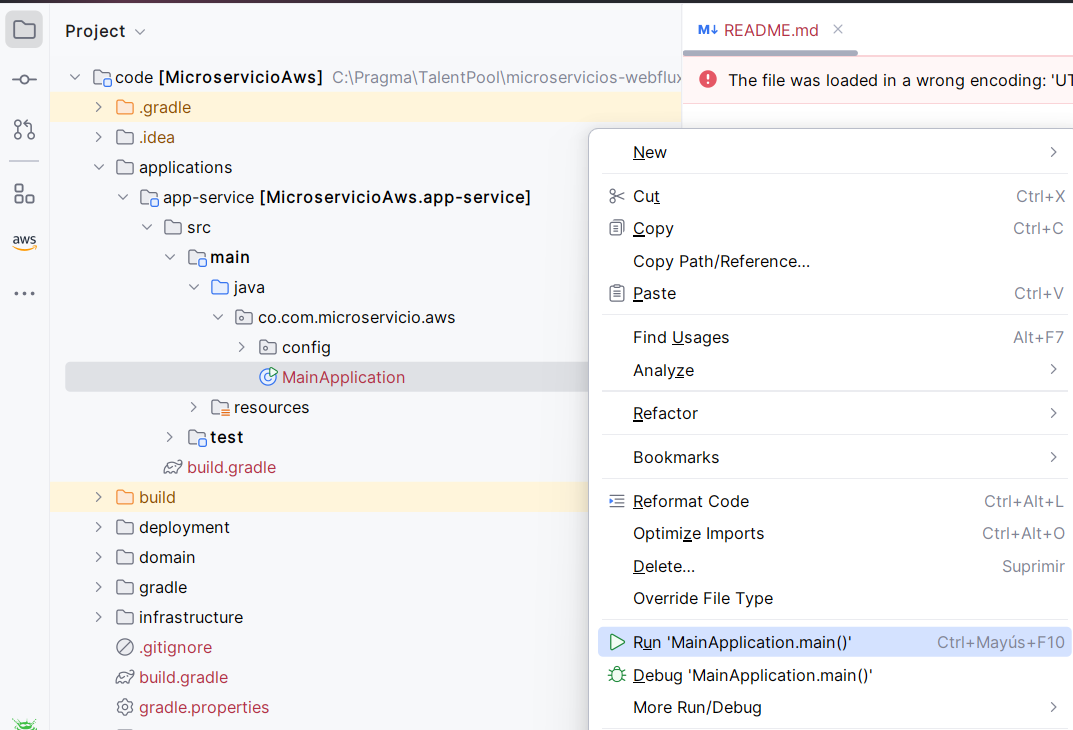 Project
README.md
code [MicroservicioAws] C:\Pragma\TalentPool\microservicios-webflux
The file was loaded in a wrong encoding: 'UT
.gradle
.idea
applications
app-service [MicroservicioAws.app-service]
src
main
java
co.com.microservicio.aws
config
MainApplication
resources
test
build.gradle
build
deployment
domain
gradle
infrastructure
.gitignore
build.gradle
gradle.properties
aws
New
Cut Ctrl+X
Copy Ctrl+C
Copy Path/Reference...
Paste Ctrl+V
Find Usages Alt+F7
Analyze
Refactor
Bookmarks
Reformat Code Ctrl+Alt+L
Optimize Imports Ctrl+Alt+O
Delete... Suprimir
Override File Type
Run 'MainApplication.main()' Ctrl+Mayús+F10
Debug 'MainApplication.main()'
More Run/Debug